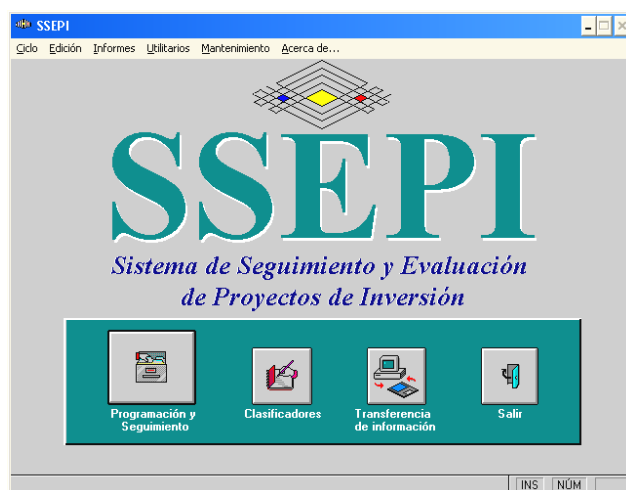 SSEPI
Ciclo Edición Informes Utilitarios Mantenimiento Acerca de...
SSEPI
Sistema de Seguimiento y Evaluación
de Proyectos de Inversión
Programación y
Seguimiento
Clasificadores
Transferencia
de información
Salir
INS NÚM